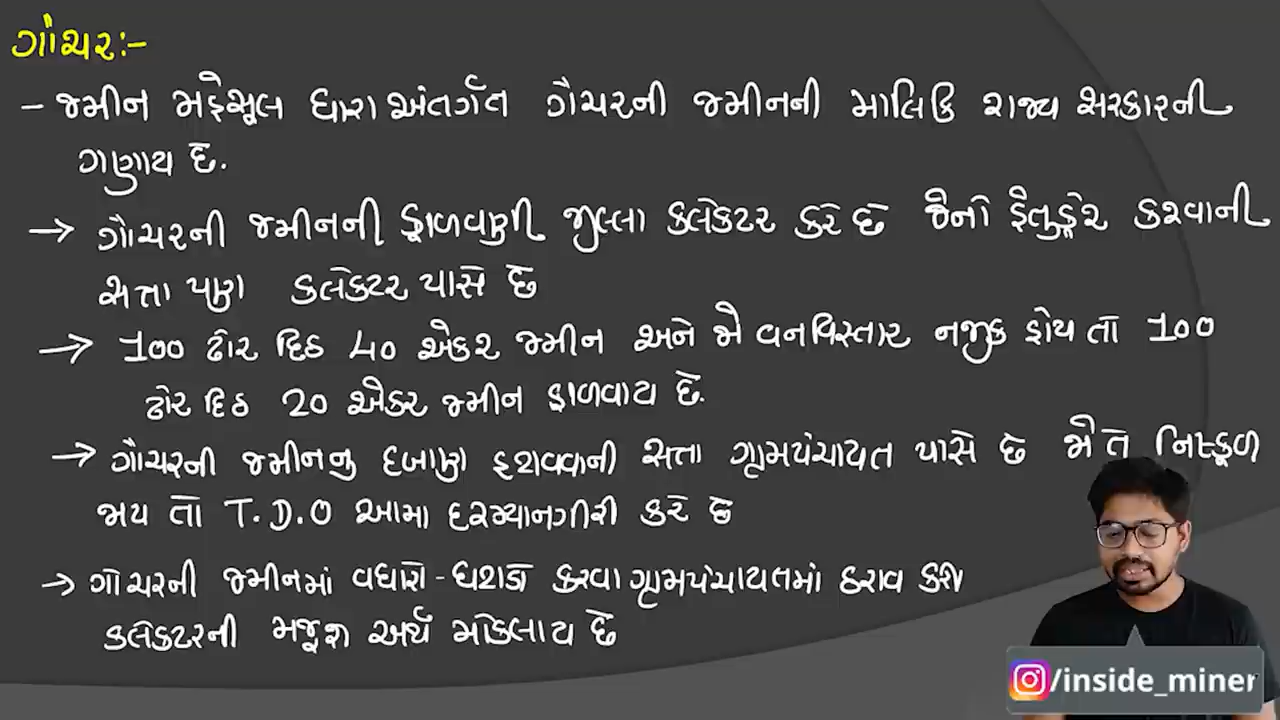 ગૌચર:-
- જમીન મહેસૂલ ધારા અંતર્ગત ગૌચરની જમીનની માલિકિ રાજ્ય સરકારની
ગણાય છે.
→ ગૌચરની જમીનની ફાળવણી જીલ્લા કલેક્ટર કરે છે જેનો હેતુફેર કરવાની
સત્તા પણ કલેક્ટર પાસે છે
→ 100 ઢોર દિઠ 40 એકર જમીન અને જો વનવિસ્તાર નજીક હોય તો 100
ઢોર દિઠ 20 એકર જમીન ફાળવાય છે.
→ ગૌચરની જમીનનુ દબાણ હટાવવાની સત્તા ગ્રામપંચાયત પાસે છે જો તે નિષ્ફળ
જાય તો T.D.O આમા દરમ્યાનગીરી કરે છે
→ ગૌચરની જમીનમાં વધારો-ઘટાડો કરવા ગ્રામપંચાયતમાં ઠરાવ કરી
કલેક્ટરની મજૂરી અર્થે મોકલાય છે
/inside_miner